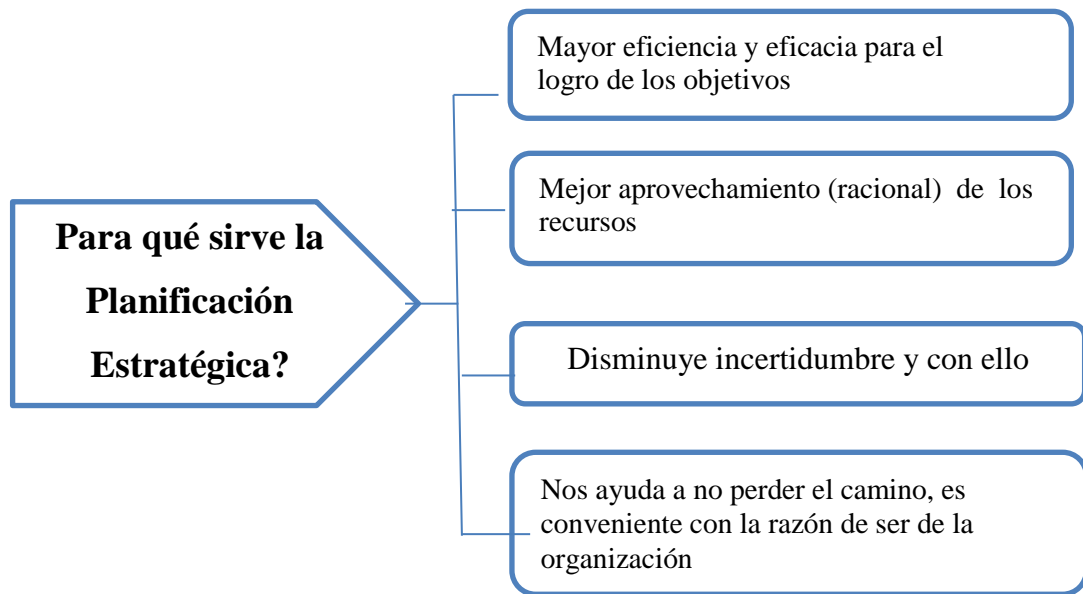 Para qué sirve la
Planificación
Estratégica?
Mayor eficiencia y eficacia para el
logro de los objetivos
Mejor aprovechamiento (racional) de los
recursos
Disminuye incertidumbre y con ello
Nos ayuda a no perder el camino, es
conveniente con la razón de ser de la
organización